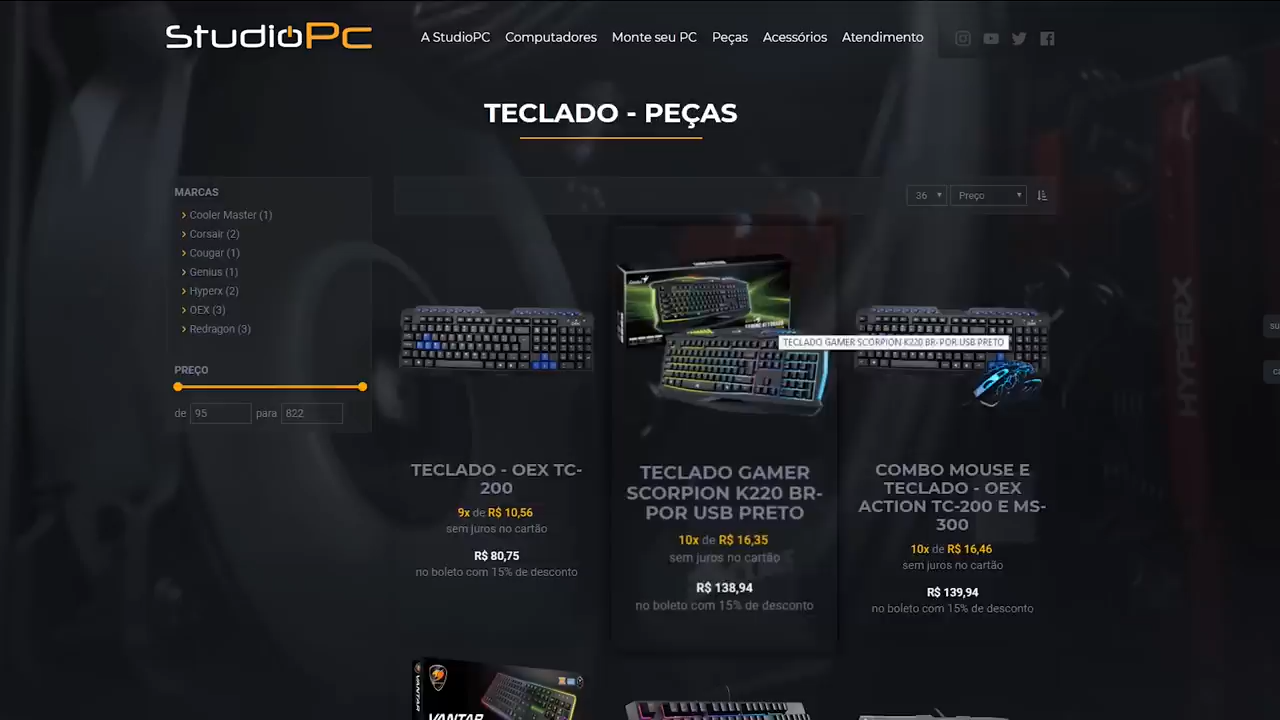 StudioPc
A StudioPC Computadores Monte seu PC Peças Acessórios Atendimento
TECLADO - PEÇAS
MARCAS
Cooler Master (1)
Corsair (2)
Cougar (1)
Genius (1)
Hyperx (2)
OEX (3)
Redragon (3)
PREÇO
de 95 para 822
36 Preço
TECLADO GAMER SCORPION K220 BR- POR USB PRETO
HYPERX
TECLADO - OEX TC-
200
9x de R$ 10,56
sem juros no cartão
R$ 80,75
no boleto com 15% de desconto
TECLADO GAMER
SCORPION K220 BR-
POR USB PRETO
10x de R$ 16,35
sem juros no cartão
R$ 138,94
no boleto com 15% de desconto
COMBO MOUSE E
TECLADO - OEX
ACTION TC-200 E MS-
300
10x de R$ 16,46
sem juros no cartão
R$ 139,94
no boleto com 15% de desconto
VANTAR